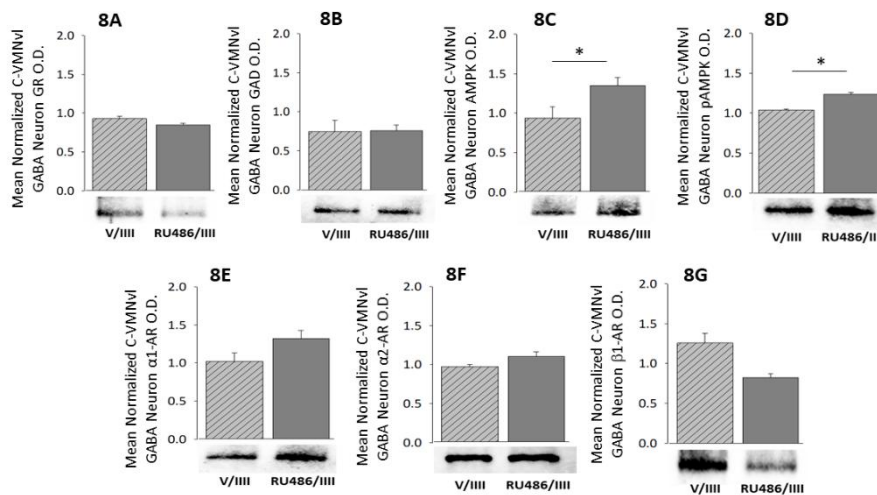 8A
Mean Normalized C-VMNvl
GABA Neuron GR O.D.
2.0
1.5
1.0
0.5
0.0
V/IIII RU486/IIII
8B
Mean Normalized C-VMNvl
GABA Neuron GAD O.D.
2.0
1.5
1.0
0.5
0.0
V/IIII RU486/IIII
8C
Mean Normalized C-VMNvl
GABA Neuron AMPK O.D.
2.0
1.5
1.0
0.5
0.0
*
V/IIII RU486/IIII
8D
Mean Normalized C-VMNvl
GABA Neuron pAMPK O.D.
2.0
1.5
1.0
0.5
0.0
*
V/IIII RU486/II
8E
Mean Normalized C-VMNvl
GABA Neuron α1-AR O.D.
2.0
1.5
1.0
0.5
0.0
V/IIII RU486/IIII
8F
Mean Normalized C-VMNvl
GABA Neuron α2-AR O.D.
2.0
1.5
1.0
0.5
0.0
V/IIII RU486/IIII
8G
Mean Normalized C-VMNvl
GABA Neuron β1-AR O.D.
2.0
1.5
1.0
0.5
0.0
V/IIII RU486/IIII